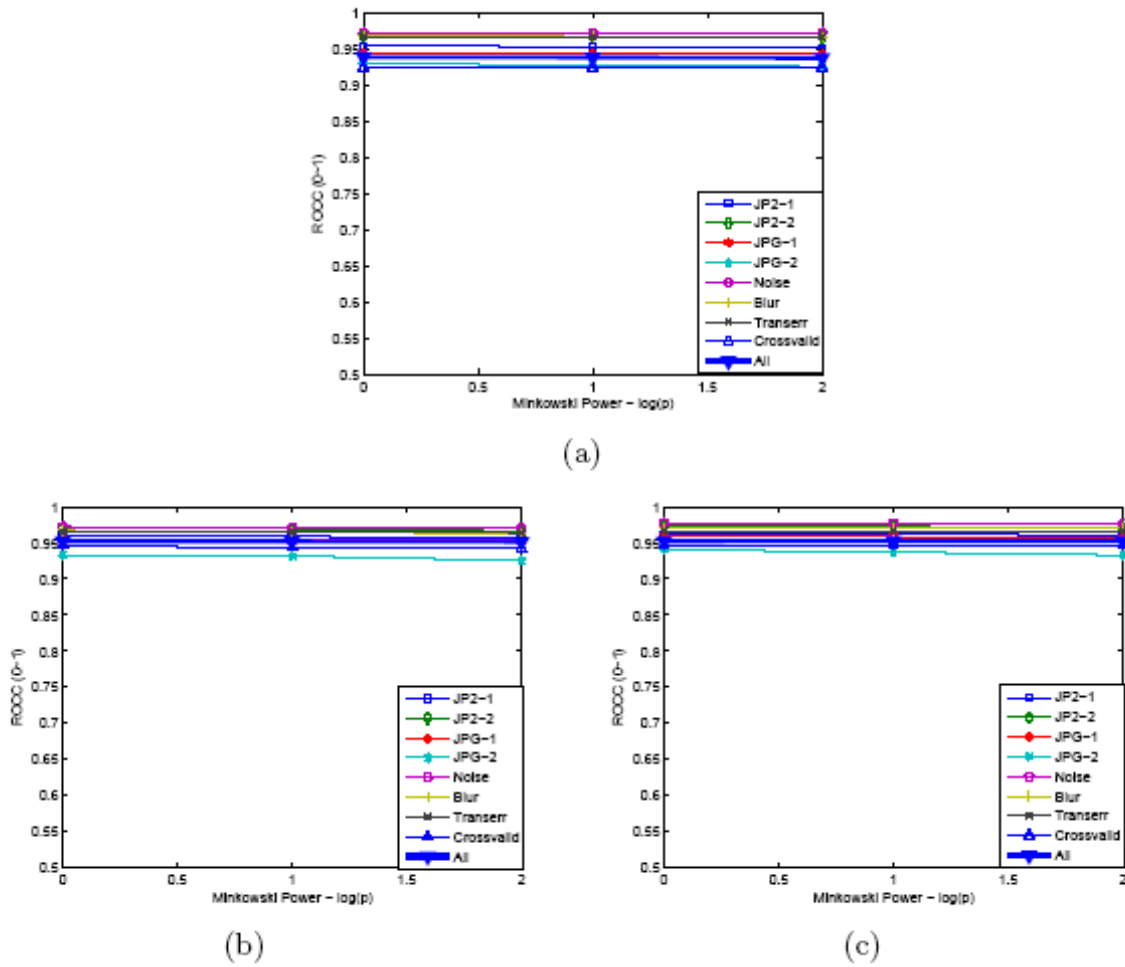 1
0.95
0.9
0.85
0.8
0.75
0.7
0.65
0.6
0.55
0.5
ROCC (0-1)
0 0.5 1 1.5 2
Minkowski Power - log(p)
JP2-1
JP2-2
JPG-1
JPG-2
Noise
Blur
Transerr
Crossvalid
All
(a)
1
0.95
0.9
0.85
0.8
0.75
0.7
0.65
0.6
0.55
0.5
ROCC (0-1)
0 0.5 1 1.5 2
Minkowski Power - log(p)
JP2-1
JP2-2
JPG-1
JPG-2
Noise
Blur
Transerr
Crossvalid
All
(b)
1
0.95
0.9
0.85
0.8
0.75
0.7
0.65
0.6
0.55
0.5
ROCC (0-1)
0 0.5 1 1.5 2
Minkowski Power - log(p)
JP2-1
JP2-2
JPG-1
JPG-2
Noise
Blur
Transerr
Crossvalid
All
(c)